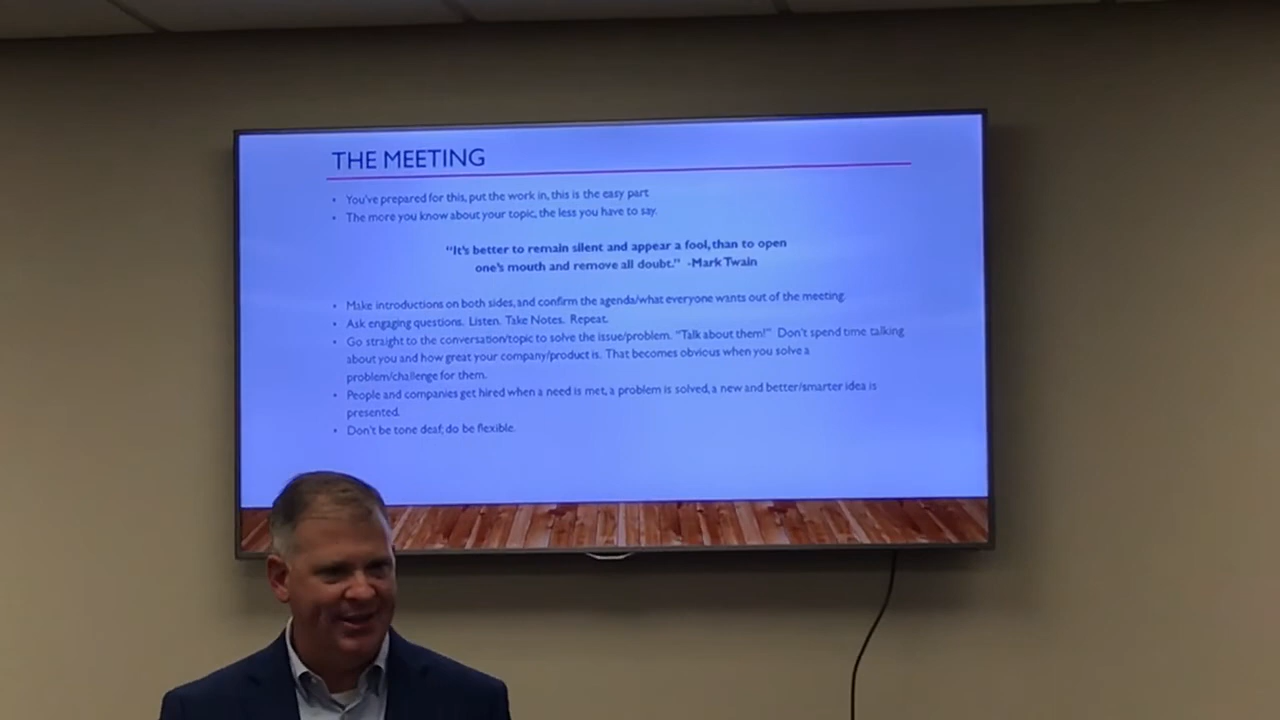 THE MEETING
• You've prepared for this, put the work in, this is the easy part
• The more you know about your topic, the less you have to say.
"It's better to remain silent and appear a fool, than to open
one's mouth and remove all doubt." -Mark Twain
• Make introductions on both sides, and confirm the agenda/what everyone wants out of the meeting.
• Ask engaging questions. Listen. Take Notes. Repeat.
• Go straight to the conversation/topic to solve the issue/problem. "Talk about them!" Don't spend time talking
about you and how great your company/product is. That becomes obvious when you solve a
problem/challenge for them.
• People and companies get hired when a need is met, a problem is solved, a new and better/smarter idea is
presented.
• Don't be tone deaf, do be flexible.